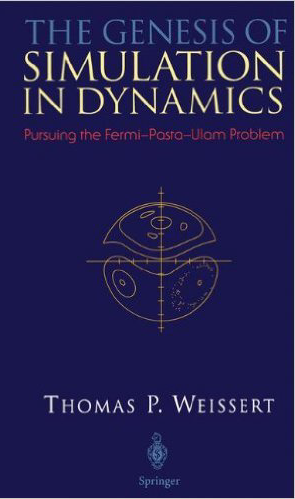 THE GENESIS OF
SIMULATION
IN DYNAMICS
Pursuing the Fermi–Pasta–Ulam Problem
THOMAS P. WEISSERT
Springer